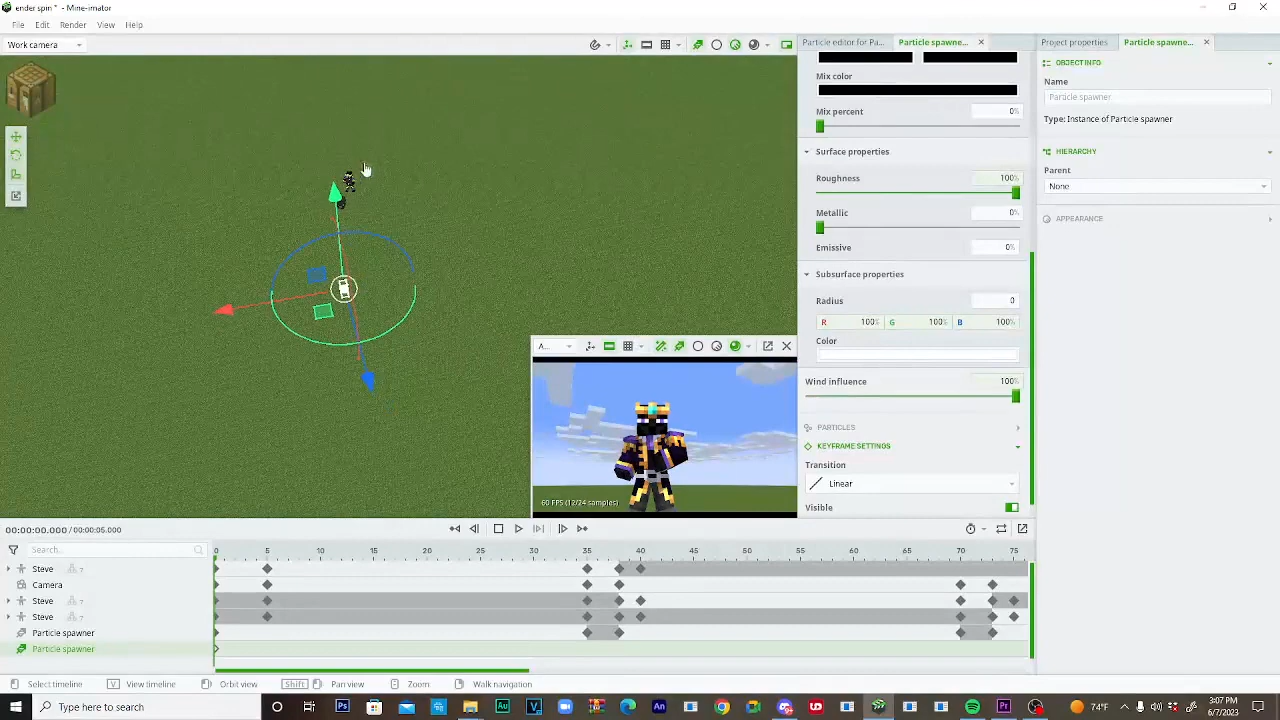 ender spin * - Mine-imator
File Edit Render View Help
Work camera
Particle editor for Pa... Particle spawne...
Project properties Particle spawne...
Mix color
Mix percent 0%
Surface properties
Roughness 100%
Metallic 0%
Emissive 0%
Subsurface properties
Radius 0
R 100% G 100% B 100%
Color
Wind influence 100%
PARTICLES
KEYFRAME SETTINGS
Transition
Linear
Visible
OBJECT INFO
Name
Particle spawner
Type: Instance of Particle spawner
HIERARCHY
Parent
None
APPEARANCE
A...
60 FPS (12/24 samples)
00:00:00.000 / 00:00:05.000
Search...
0 5 10 15 20 25 30 35 40 45 50 55 60 65 70 75
Steve 7
Camera
Steve 7
Steve 7
Particle spawner
Particle spawner
Select timeline V View timeline Orbit view Shift Pan view Zoom Walk navigation
Type here to search
74°F
3:07 PM
6/7/2023